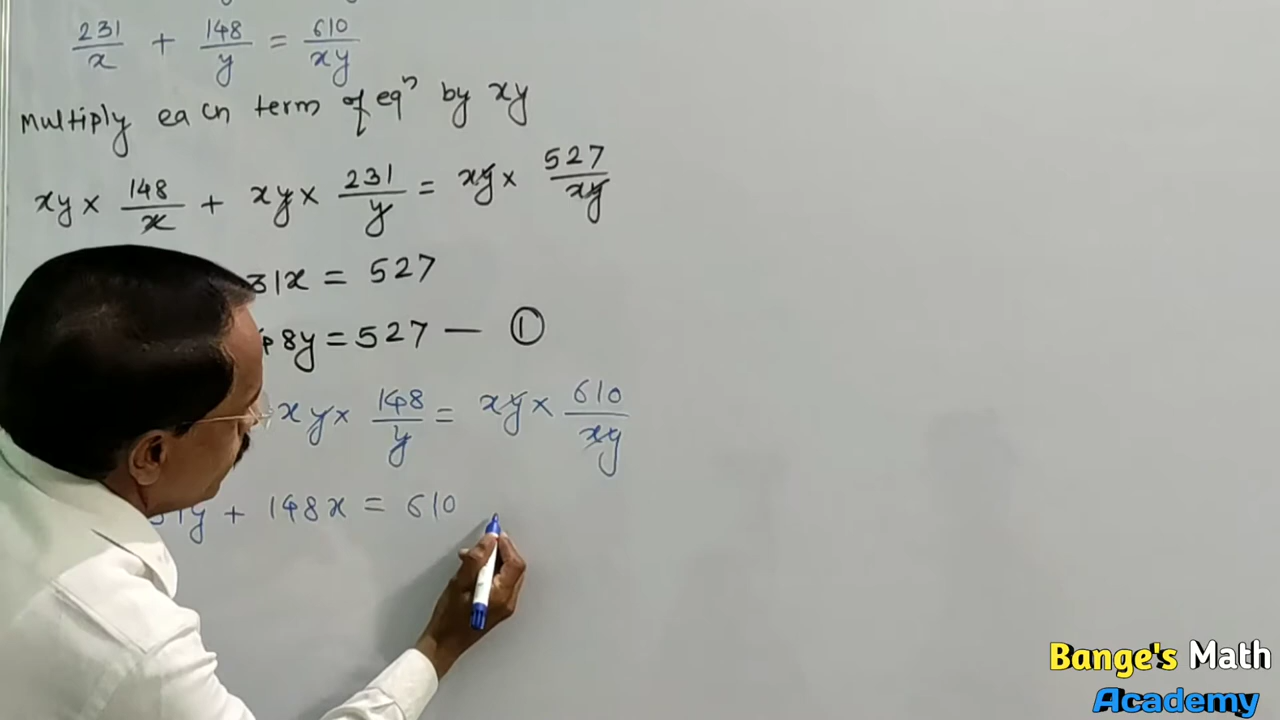 231/x + 148/y = 610/xy
Multiply each term of eqⁿ by xy
xy × 148/x + xy × 231/y = xy × 527/xy
31x = 527
8y = 527 — ①
xy × 148/y = xy × 610/xy
31y + 148x = 610
Bange's Math
Academy